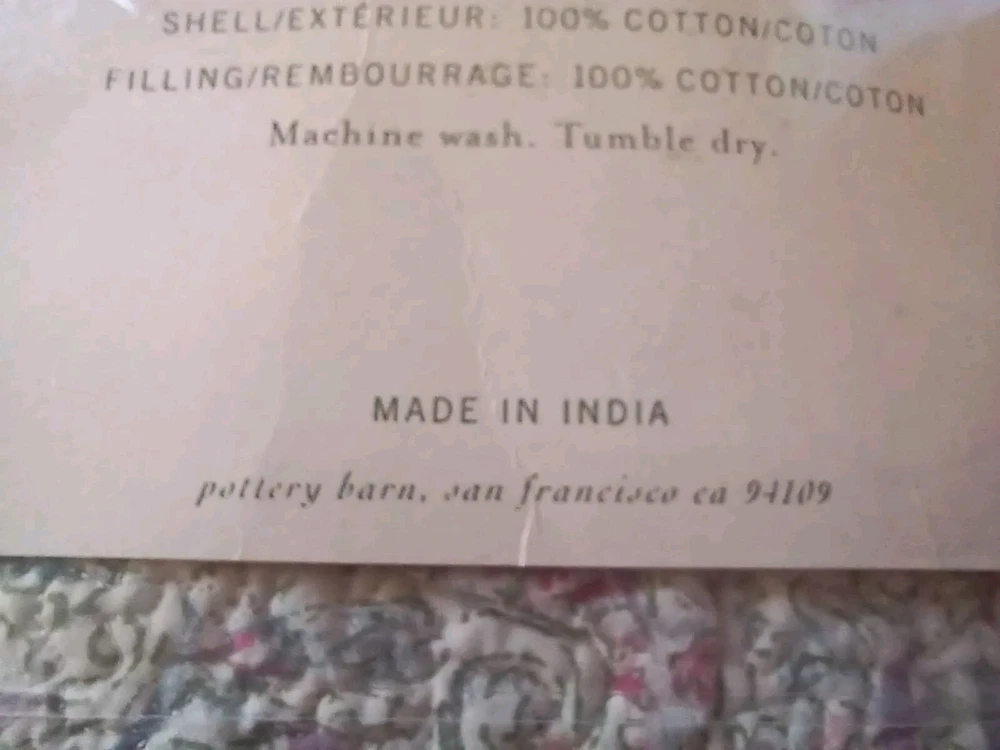 SHELL/EXTÉRIEUR: 100% COTTON/COTON
FILLING/REMBOURRAGE: 100% COTTON/COTON
Machine wash. Tumble dry.
MADE IN INDIA
pottery barn, san francisco ca 94109